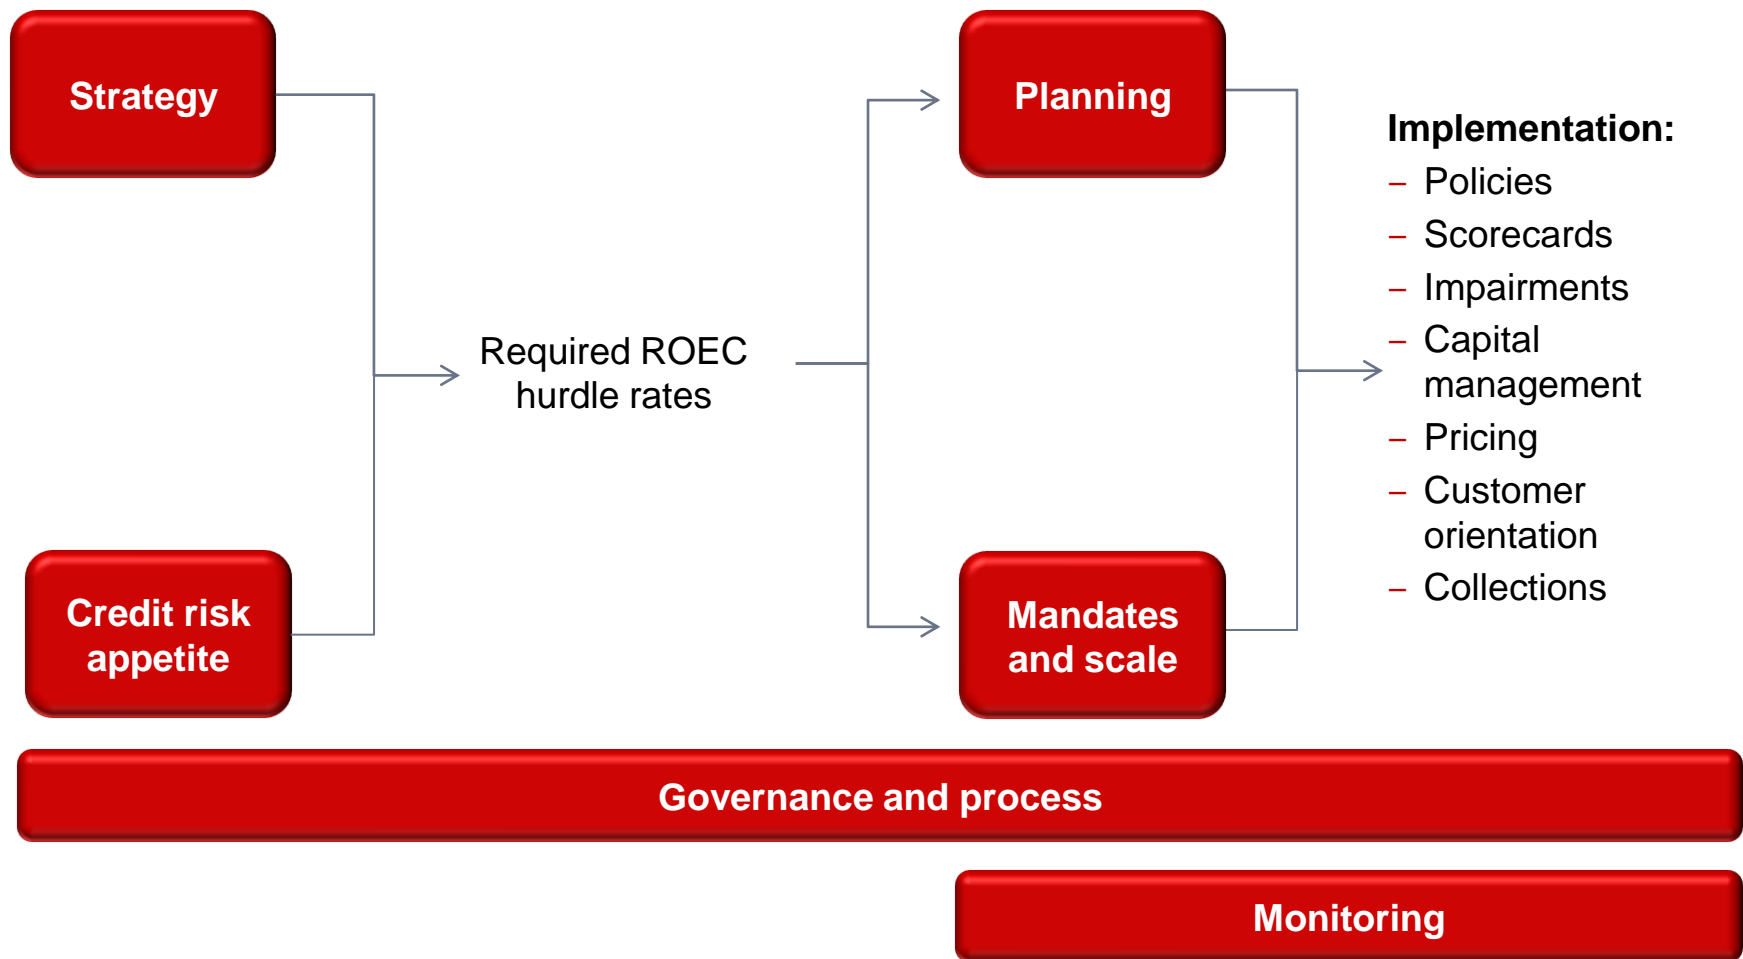 Strategy
Planning
Implementation:
– Policies
– Scorecards
– Impairments
– Capital
management
– Pricing
– Customer
orientation
– Collections
Required ROEC
hurdle rates
Credit risk
appetite
Mandates
and scale
Governance and process
Monitoring